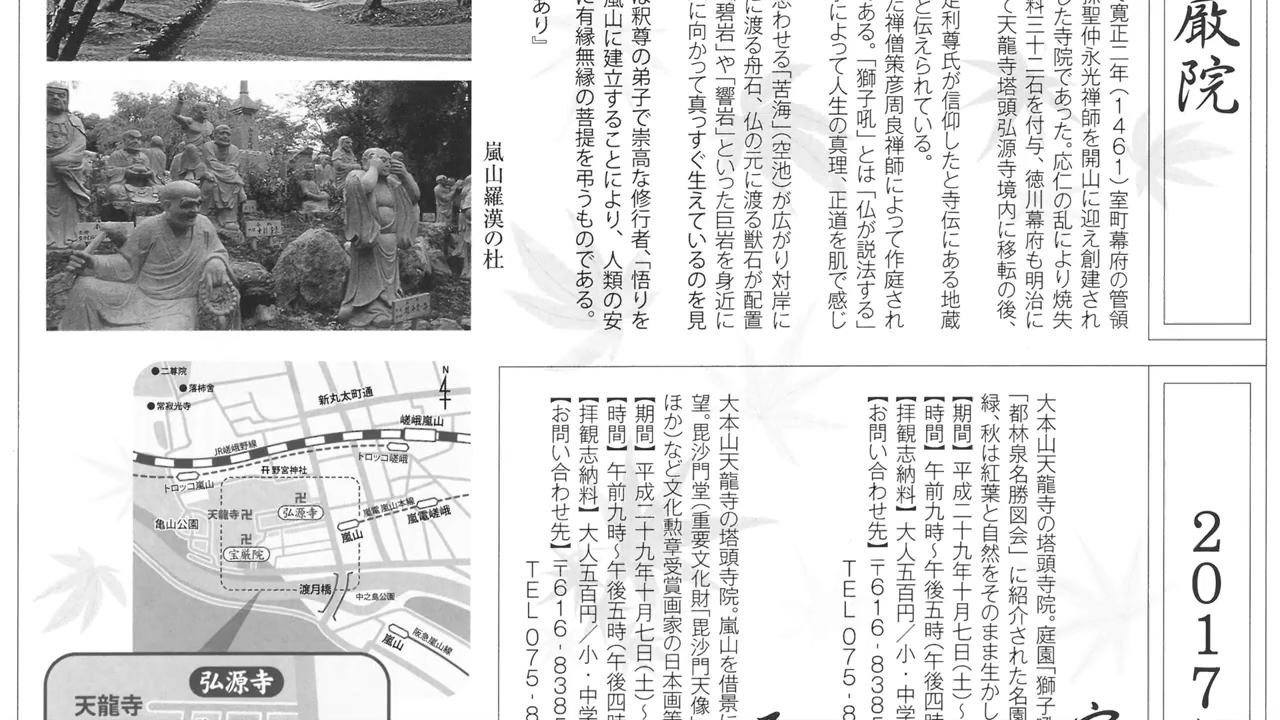 厳院
寛正二年（1461）室町幕府の管領
聖仲永光禅師を開山に迎え創建され
した寺院であった。応仁の乱により焼失
料三十二石を付与、徳川幕府も明治に
て天龍寺塔頭弘源寺境内に移転の後、
足利尊氏が信仰したと寺伝にある地蔵
と伝えられている。
た禅僧策彦周良禅師によって作庭され
ある。「獅子吼」とは「仏が説法する」
によって人生の真理、正道を肌で感じ
思わせる「苦海」（空池）が広がり対岸に
に渡る舟石、仏の元に渡る獣石が配置
「碧岩」や「響岩」といった巨岩を身近に
に向かって真っすぐ生えているのを見
は釈尊の弟子で崇高な修行者、「悟りを
嵐山に建立することにより、人類の安
に有縁無縁の菩提を弔うものである。
あり』
嵐山羅漢の杜
2017
大本山天龍寺の塔頭寺院。庭園「獅子吼
「都林泉名勝図会」に紹介された名園
緑、秋は紅葉と自然をそのまま生かし
【期間】平成二十九年十月七日（土）～
【時間】午前九時～午後五時（午後四時
【拝観志納料】大人五百円／小・中学
【お問い合わせ先】〒616-8385
TEL075-8
大本山天龍寺の塔頭寺院。嵐山を借景に
望。毘沙門堂（重要文化財「毘沙門天像」
ほか）など文化勲章受賞画家の日本画等
【期間】平成二十九年十月七日（土）～
【時間】午前九時～午後五時（午後四時
【拝観志納料】大人五百円／小・中学
【お問い合わせ先】〒616-8385
TEL075-8
二尊院
落柿舎
常寂光寺
N
新丸太町通
嵯峨嵐山
JR嵯峨野線
トロッコ嵯峨
トロッコ嵐山
野宮神社
天龍寺
弘源寺
亀山公園
宝厳院
嵐電嵐山本線
嵐電嵯峨
嵐山
渡月橋
中之島公園
阪急嵐山線
嵐山
弘源寺
天龍寺